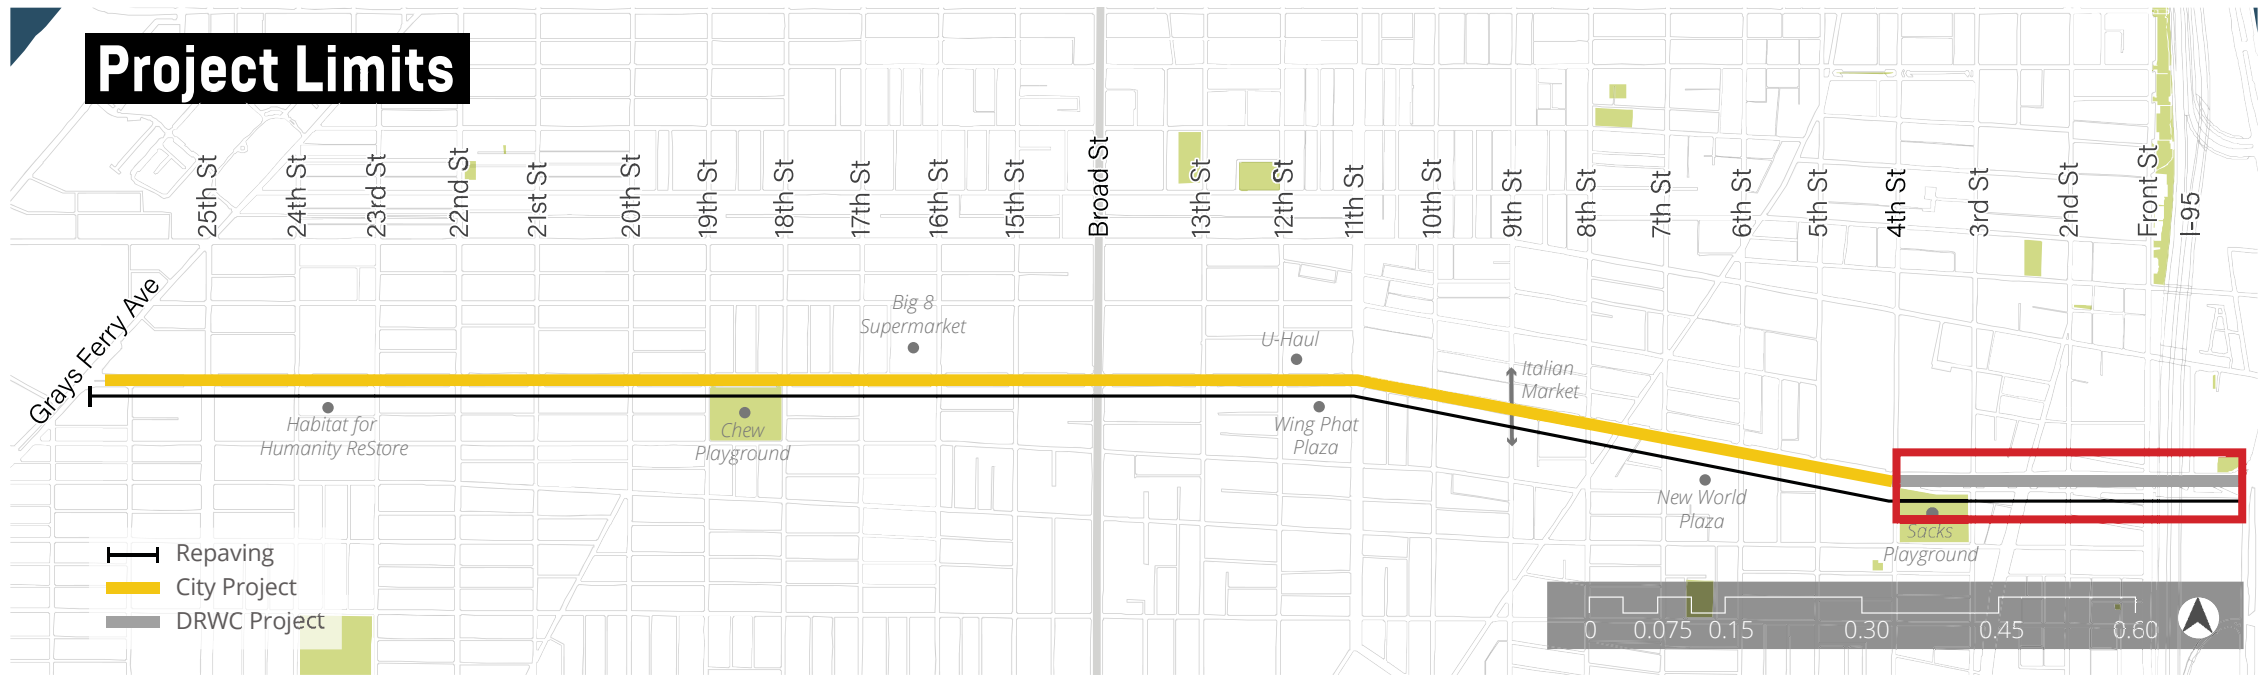 Project Limits
25th St
24th St
23rd St
22nd St
21st St
20th St
19th St
18th St
17th St
16th St
15th St
Broad St
13th St
12th St
11th St
10th St
9th St
8th St
7th St
6th St
5th St
4th St
3rd St
2nd St
Front St
I-95
Grays Ferry Ave
Big 8
Supermarket
U-Haul
Italian
Market
Habitat for
Humanity ReStore
Chew
Playground
Wing Phat
Plaza
New World
Plaza
Sacks
Playground
Repaving
City Project
DRWC Project
0 0.075 0.15 0.30 0.45 0.60